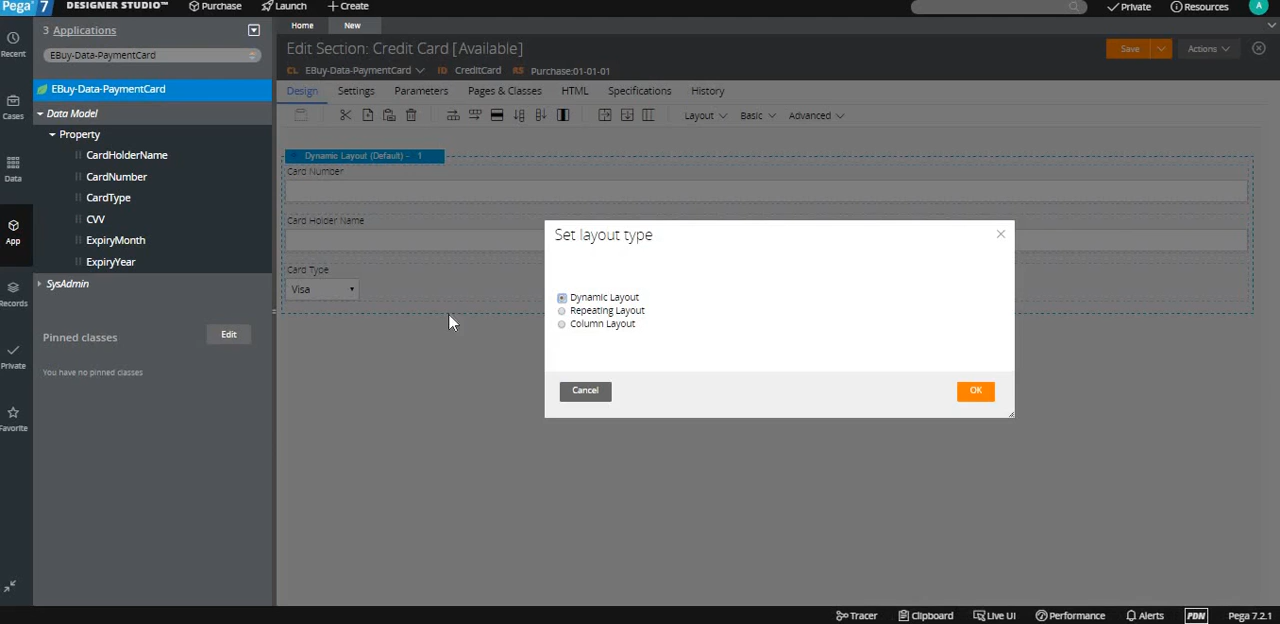 Pega 7 DESIGNER STUDIO™ Purchase Launch Create Private Resources A
3 Applications
Home New
EBuy-Data-PaymentCard
Edit Section: Credit Card [Available]
Save Actions
CL EBuy-Data-PaymentCard ID CreditCard RS Purchase:01-01-01
Recent
EBuy-Data-PaymentCard
Design Settings Parameters Pages & Classes HTML Specifications History
Data Model
Layout Basic Advanced
Cases
Property
CardHolderName
Dynamic Layout (Default) - 1
Card Number
CardNumber
Data
CardType
CVV
Card Holder Name
App
ExpiryMonth
ExpiryYear
Card Type
SysAdmin
Visa
Records
Set layout type
Dynamic Layout
Repeating Layout
Column Layout
Cancel OK
Pinned classes Edit
Private
You have no pinned classes
Favorite
Tracer Clipboard Live UI Performance Alerts PDN Pega 7.2.1